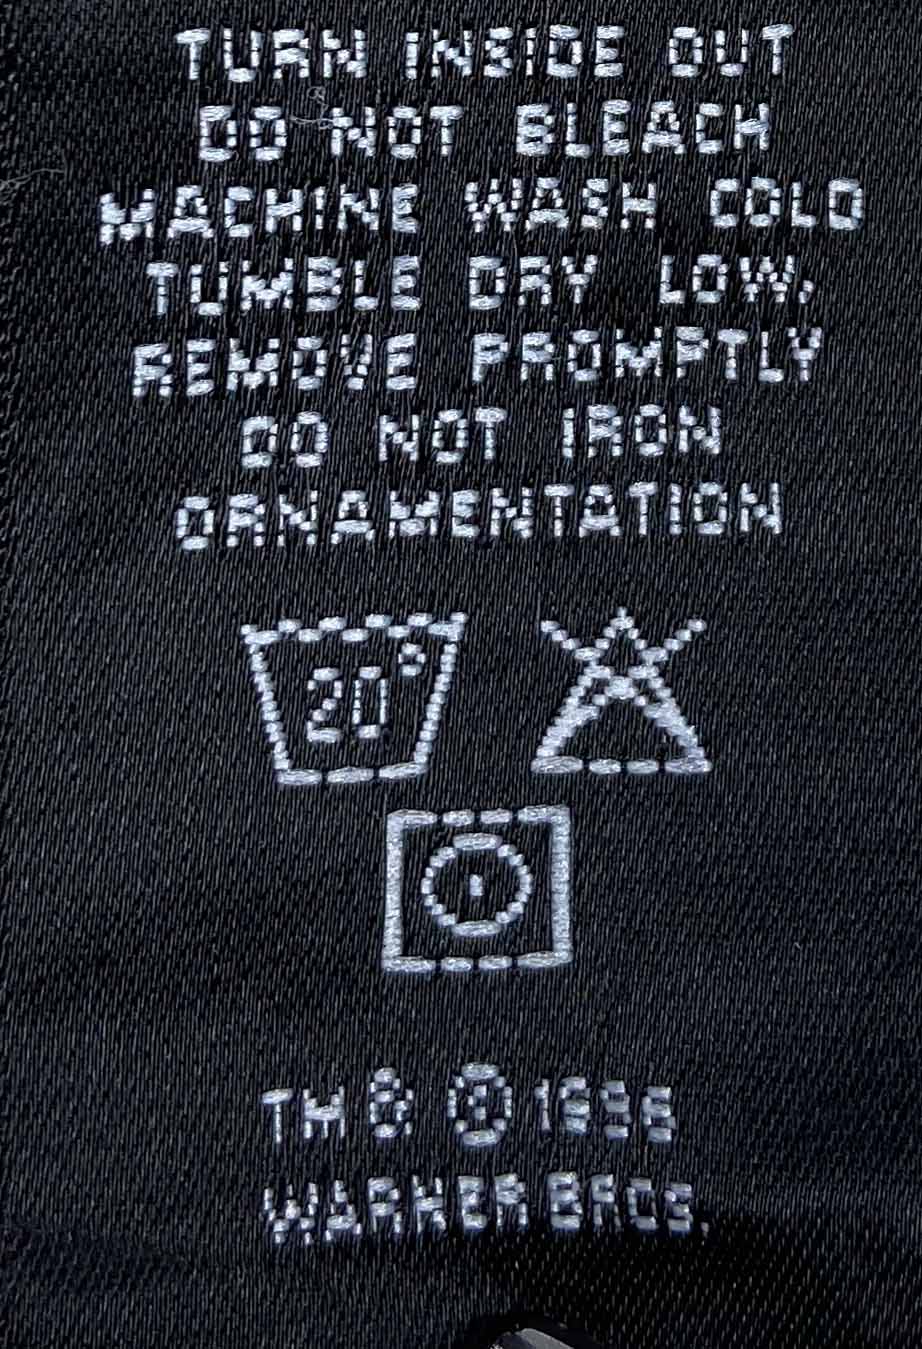 TURN INSIDE OUT
DO NOT BLEACH
MACHINE WASH COLD
TUMBLE DRY LOW,
REMOVE PROMPTLY
DO NOT IRON
ORNAMENTATION
20°
TM & ©
WARNER BROS.